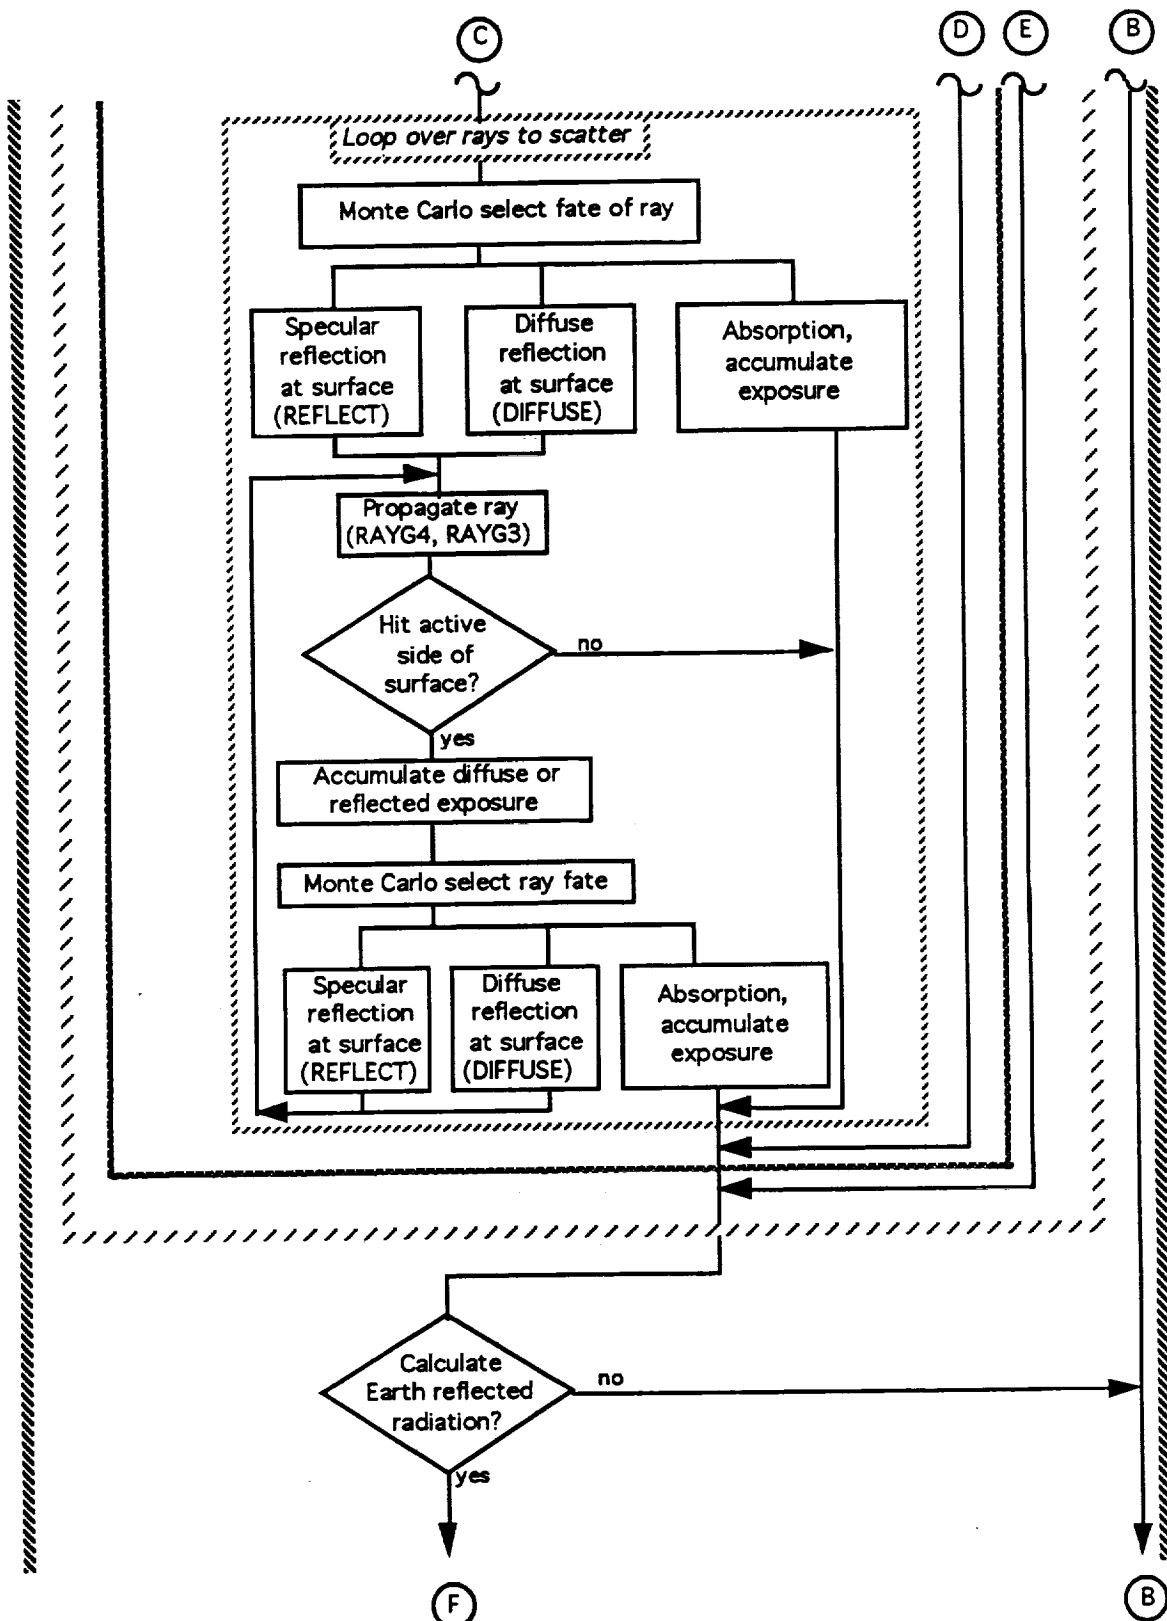 C
D
E
B
Loop over rays to scatter
Monte Carlo select fate of ray
Specular
reflection
at surface
(REFLECT)
Diffuse
reflection
at surface
(DIFFUSE)
Absorption,
accumulate
exposure
Propagate ray
(RAYG4, RAYG3)
Hit active
side of
surface?
no
yes
Accumulate diffuse or
reflected exposure
Monte Carlo select ray fate
Specular
reflection
at surface
(REFLECT)
Diffuse
reflection
at surface
(DIFFUSE)
Absorption,
accumulate
exposure
Calculate
Earth reflected
radiation?
no
yes
F
B